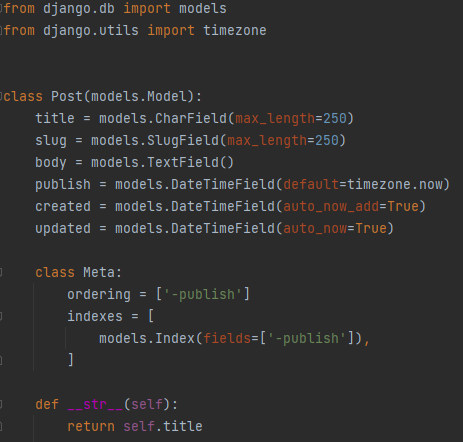 from django.db import models
from django.utils import timezone
class Post(models.Model):
    title = models.CharField(max_length=250)
    slug = models.SlugField(max_length=250)
    body = models.TextField()
    publish = models.DateTimeField(default=timezone.now)
    created = models.DateTimeField(auto_now_add=True)
    updated = models.DateTimeField(auto_now=True)
    class Meta:
        ordering = ['-publish']
        indexes = [
            models.Index(fields=['-publish']),
        ]
    def __str__(self):
        return self.title